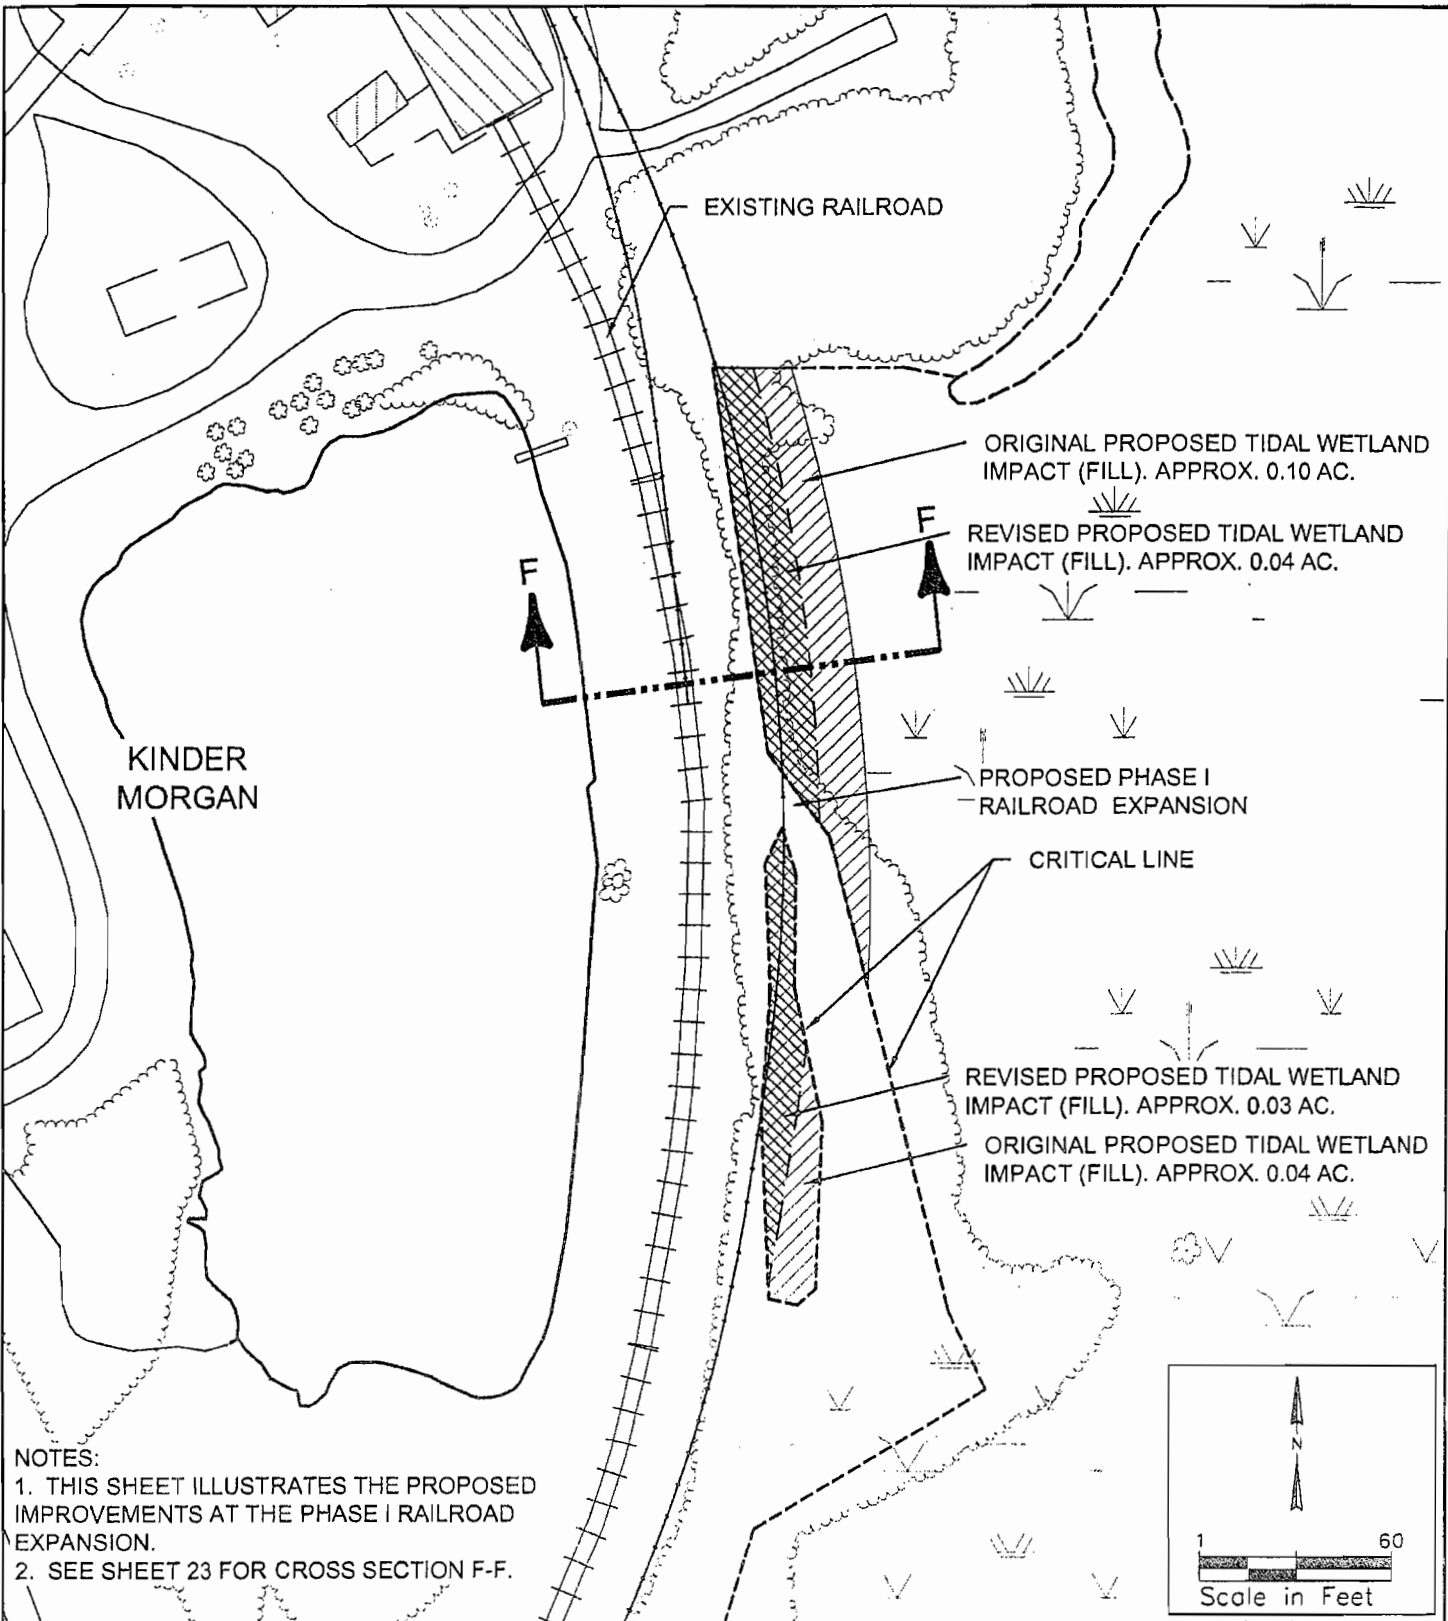 EXISTING RAILROAD
ORIGINAL PROPOSED TIDAL WETLAND
IMPACT (FILL). APPROX. 0.10 AC.
F
REVISED PROPOSED TIDAL WETLAND
IMPACT (FILL). APPROX. 0.04 AC.
F
KINDER
MORGAN
PROPOSED PHASE I
RAILROAD EXPANSION
CRITICAL LINE
REVISED PROPOSED TIDAL WETLAND
IMPACT (FILL). APPROX. 0.03 AC.
ORIGINAL PROPOSED TIDAL WETLAND
IMPACT (FILL). APPROX. 0.04 AC.
NOTES:
1. THIS SHEET ILLUSTRATES THE PROPOSED
IMPROVEMENTS AT THE PHASE I RAILROAD
EXPANSION.
2. SEE SHEET 23 FOR CROSS SECTION F-F.
N
1 60
Scale in Feet